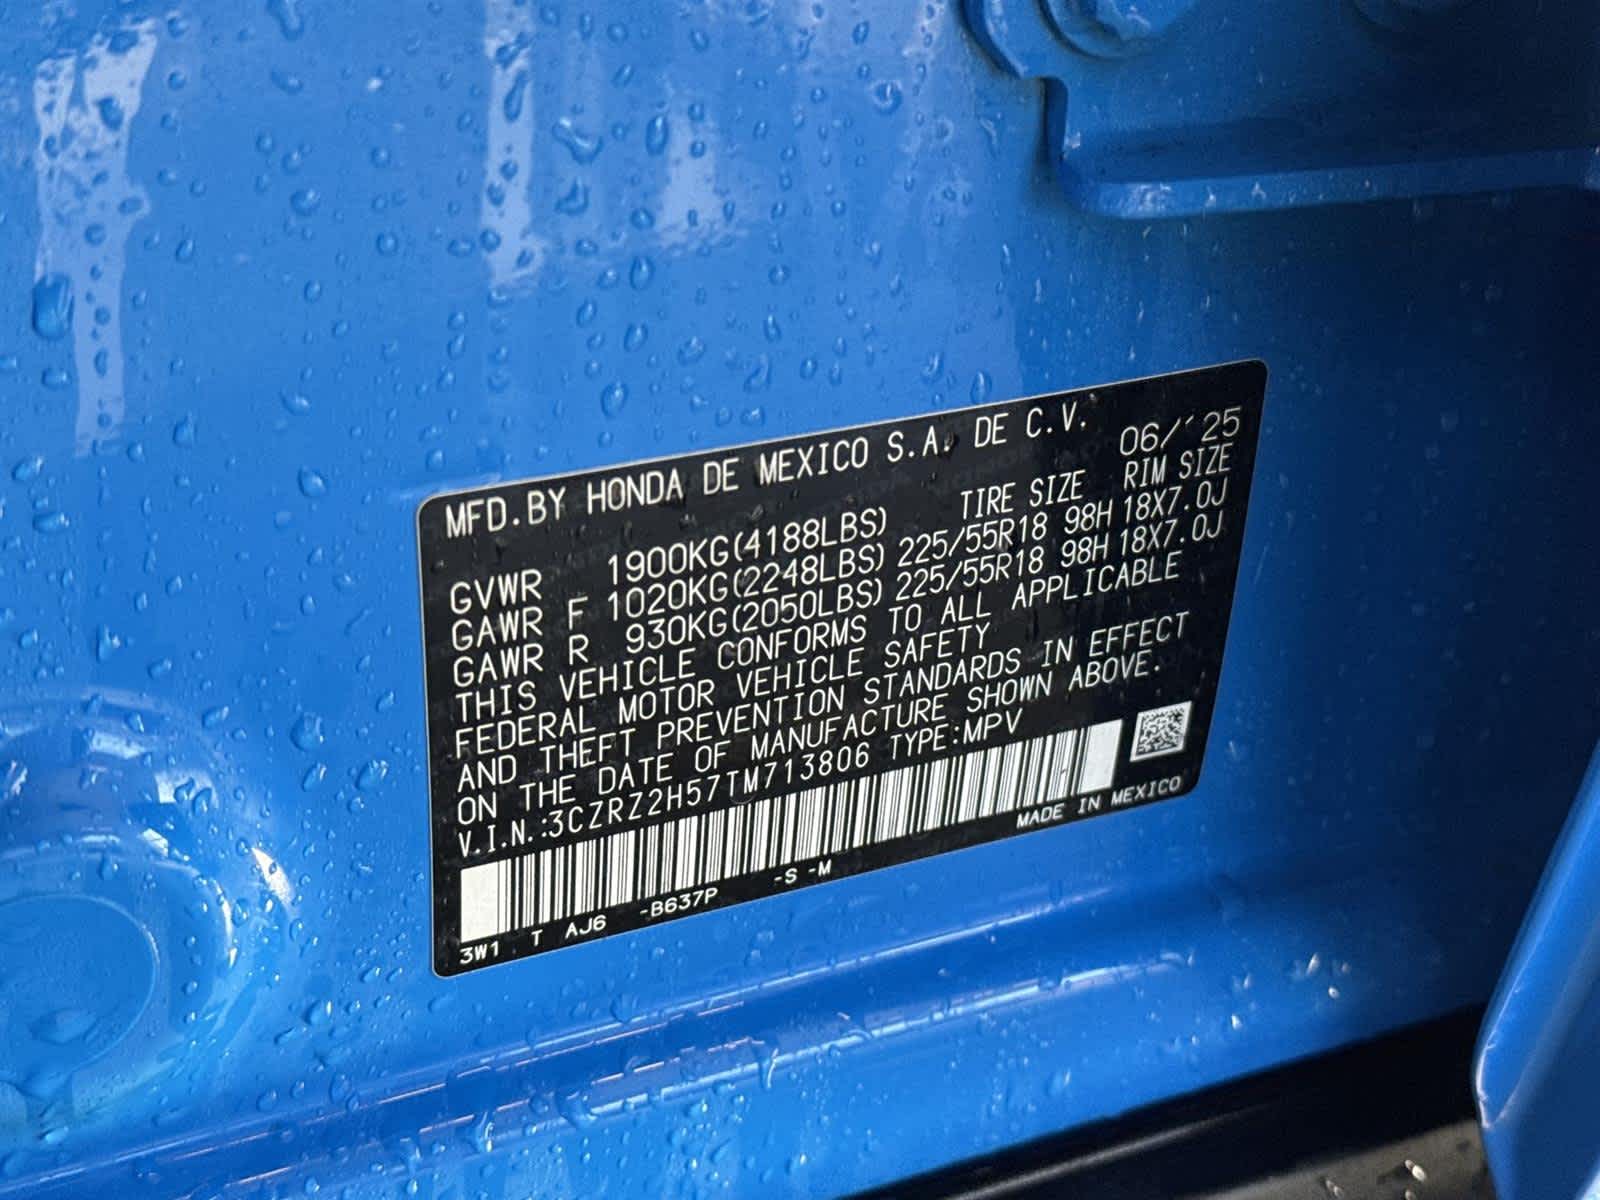 MFD.BY HONDA DE MEXICO S.A. DE C.V. 06/'25
TIRE SIZE RIM SIZE
GVWR 1900KG(4188LBS)
GAWR F 1020KG(2248LBS) 225/55R18 98H 18X7.0J
GAWR R 930KG(2050LBS) 225/55R18 98H 18X7.0J
THIS VEHICLE CONFORMS TO ALL APPLICABLE
FEDERAL MOTOR VEHICLE SAFETY
AND THEFT PREVENTION STANDARDS IN EFFECT
ON THE DATE OF MANUFACTURE SHOWN ABOVE.
V.I.N.:3CZRZ2H57TM713806 TYPE:MPV
MADE IN MEXICO
3W1 T AJ6 -B637P -S -M